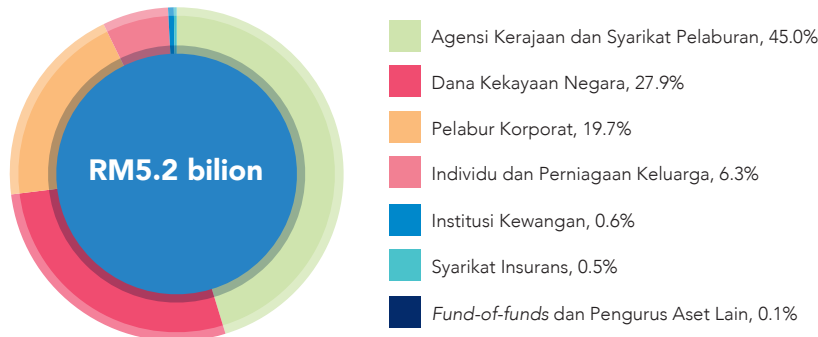 RM5.2 bilion
Agensi Kerajaan dan Syarikat Pelaburan, 45.0%
Dana Kekayaan Negara, 27.9%
Pelabur Korporat, 19.7%
Individu dan Perniagaan Keluarga, 6.3%
Institusi Kewangan, 0.6%
Syarikat Insurans, 0.5%
Fund-of-funds dan Pengurus Aset Lain, 0.1%